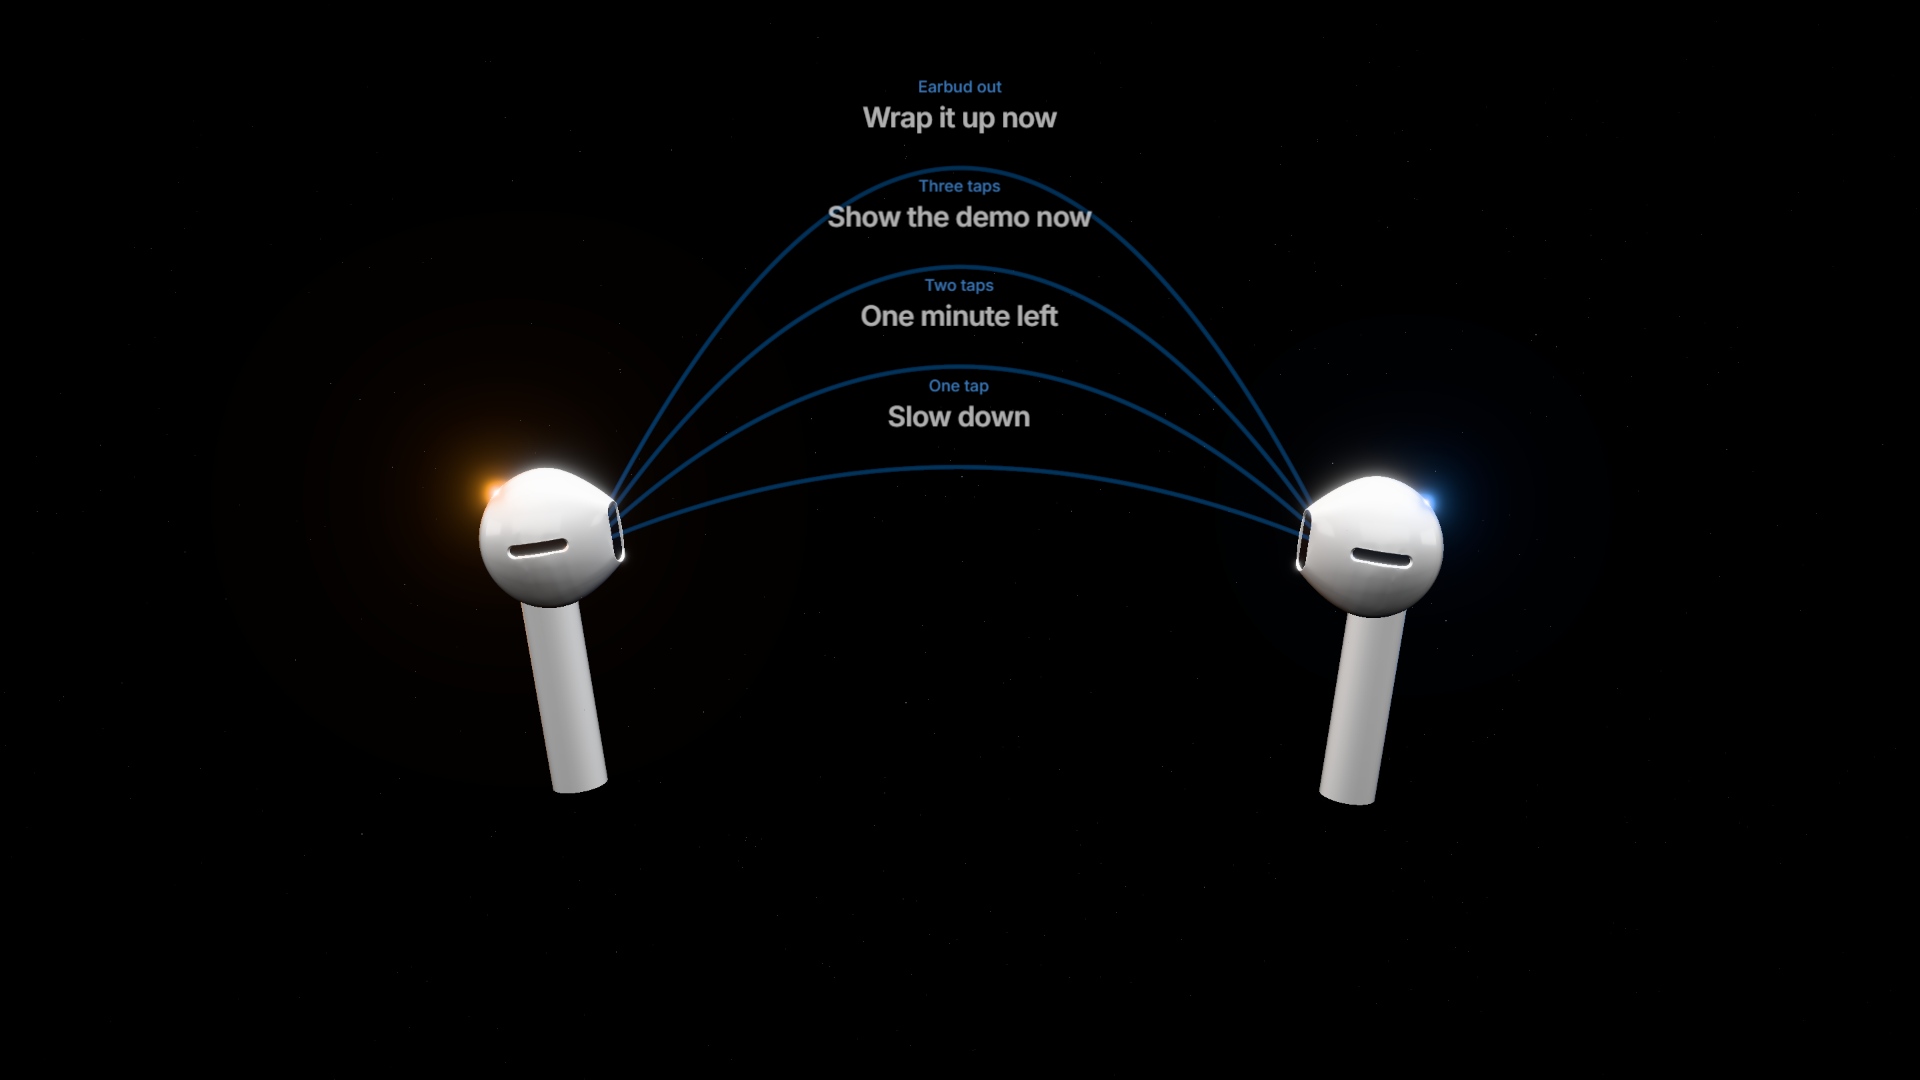 Earbud out
Wrap it up now
Three taps
Show the demo now
Two taps
One minute left
One tap
Slow down